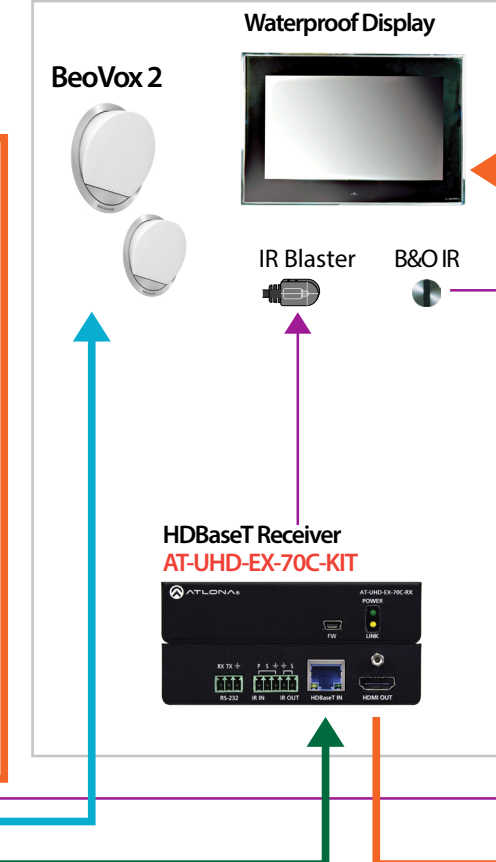 Waterproof Display
BeoVox 2
IR Blaster
B&O IR
HDBaseT Receiver
AT-UHD-EX-70C-KIT
ATLONA®
AT-UHD-EX-70C-RX
POWER
FW
LINK
RX TX ⏚
P S ⏚ ⏚ S
RS-232
IR IN
IR OUT
HDBaseT IN
HDMI OUT